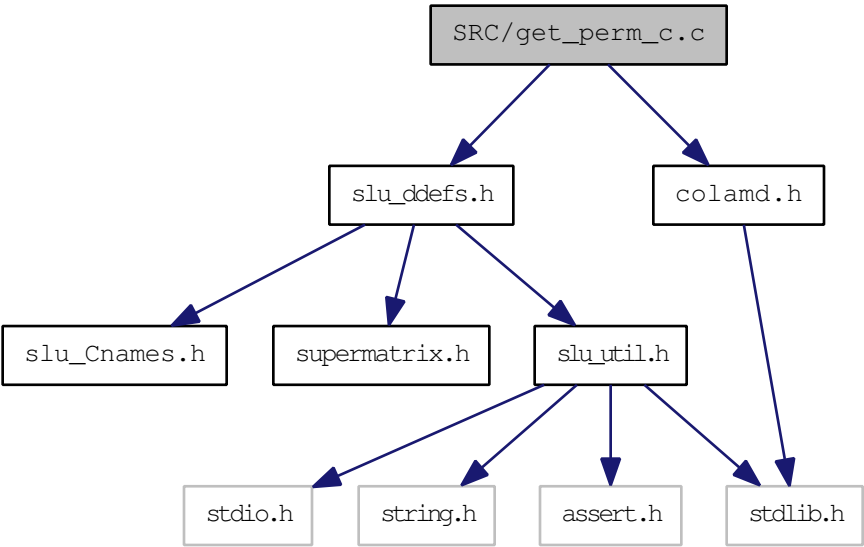 SRC/get_perm_c.c
slu_ddefs.h
colamd.h
slu_Cnames.h
supermatrix.h
slu_util.h
stdio.h
string.h
assert.h
stdlib.h